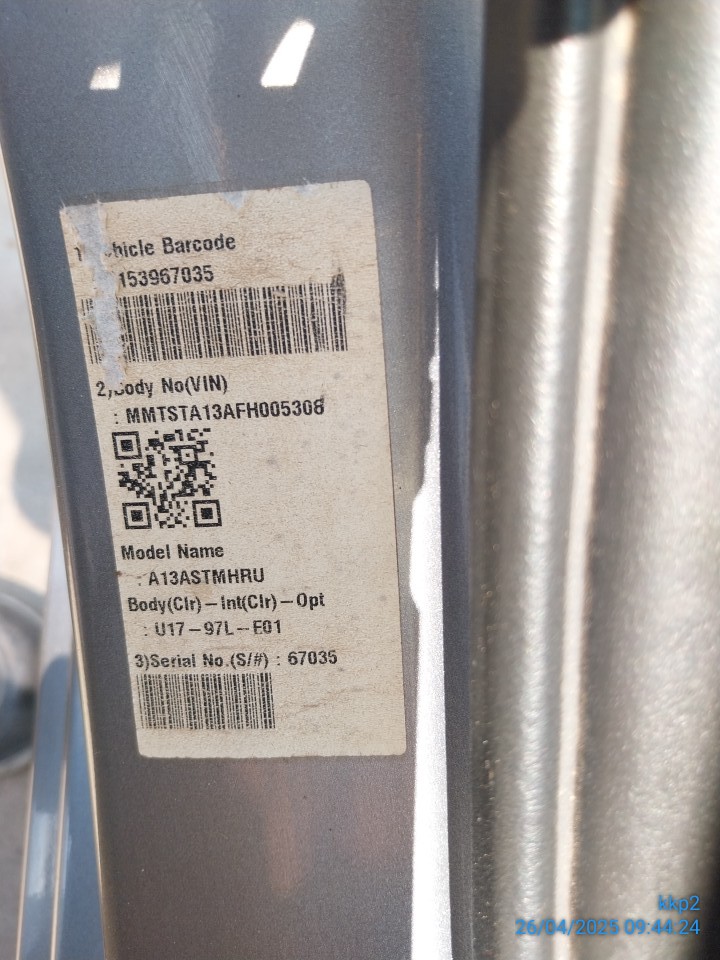 Vehicle Barcode
153967035
2)Body No(VIN)
: MMTSTA13AFH005308
Model Name
: A13ASTMHRU
Body(Clr)-Int(Clr)-Opt
: U17-97L-E01
3)Serial No.(S/#) : 67035
kkp2
26/04/2025 09:44:24